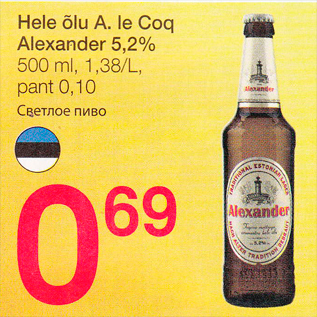 Hele õlu A. le Coq
Alexander 5,2%
500 ml, 1,38/L,
pant 0,10
Светлое пиво
0 69
Alexander
TRADITIONAL ESTONIAN LAGER
Alexander
5.2%